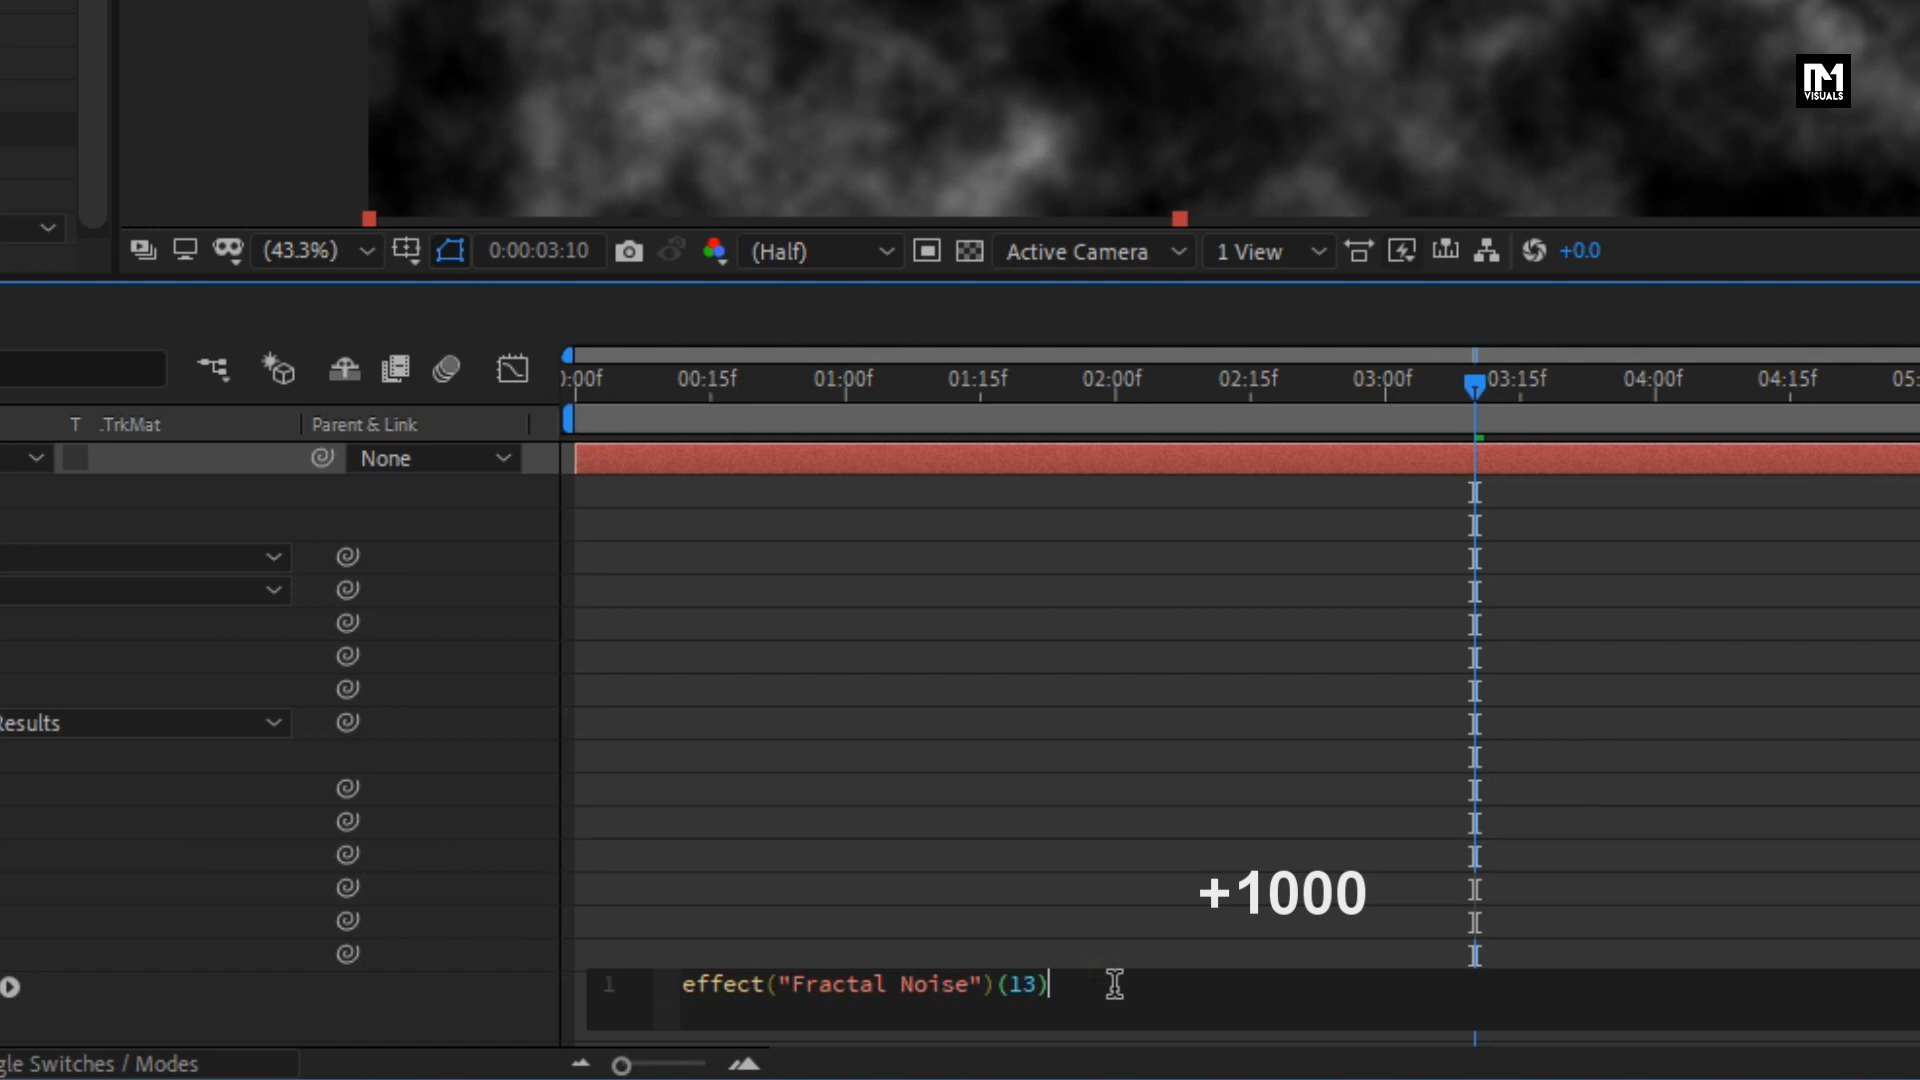 M
VISUALS
(43.3%)
0:00:03:10
(Half)
Active Camera
1 View
+0.0
:00f
00:15f
01:00f
01:15f
02:00f
02:15f
03:00f
03:15f
04:00f
04:15f
05:
T .TrkMat
Parent & Link
None
Results
+1000
1 effect("Fractal Noise")(13)
gle Switches / Modes